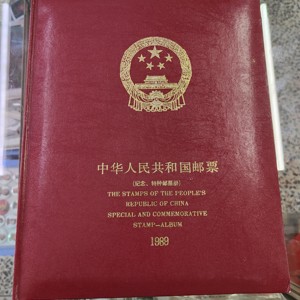 中华人民共和国邮票
(纪念、特种邮票册)
THE STAMPS OF THE PEOPLE'S
REPUBLIC OF CHINA
SPECIAL AND COMMEMORATIVE
STAMP-ALBUM
1989